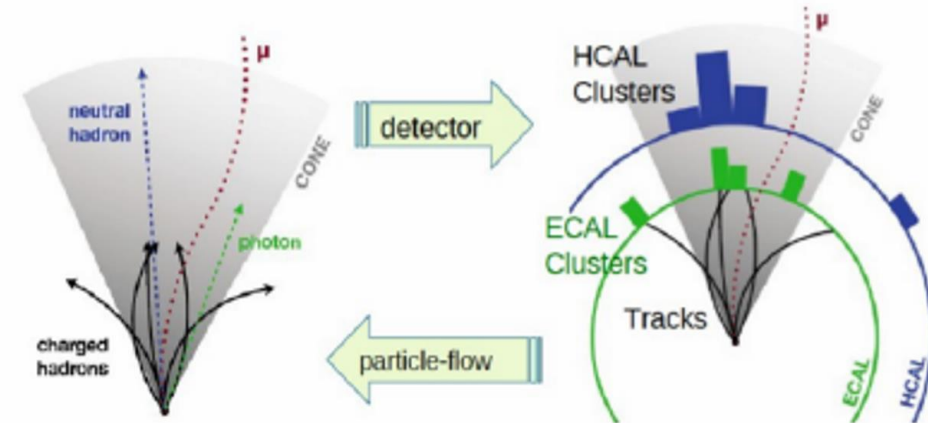 μ
neutral
hadron
CONE
photon
charged
hadrons
detector
particle-flow
HCAL
Clusters
μ
CONE
ECAL
Clusters
Tracks
ECAL
HCAL